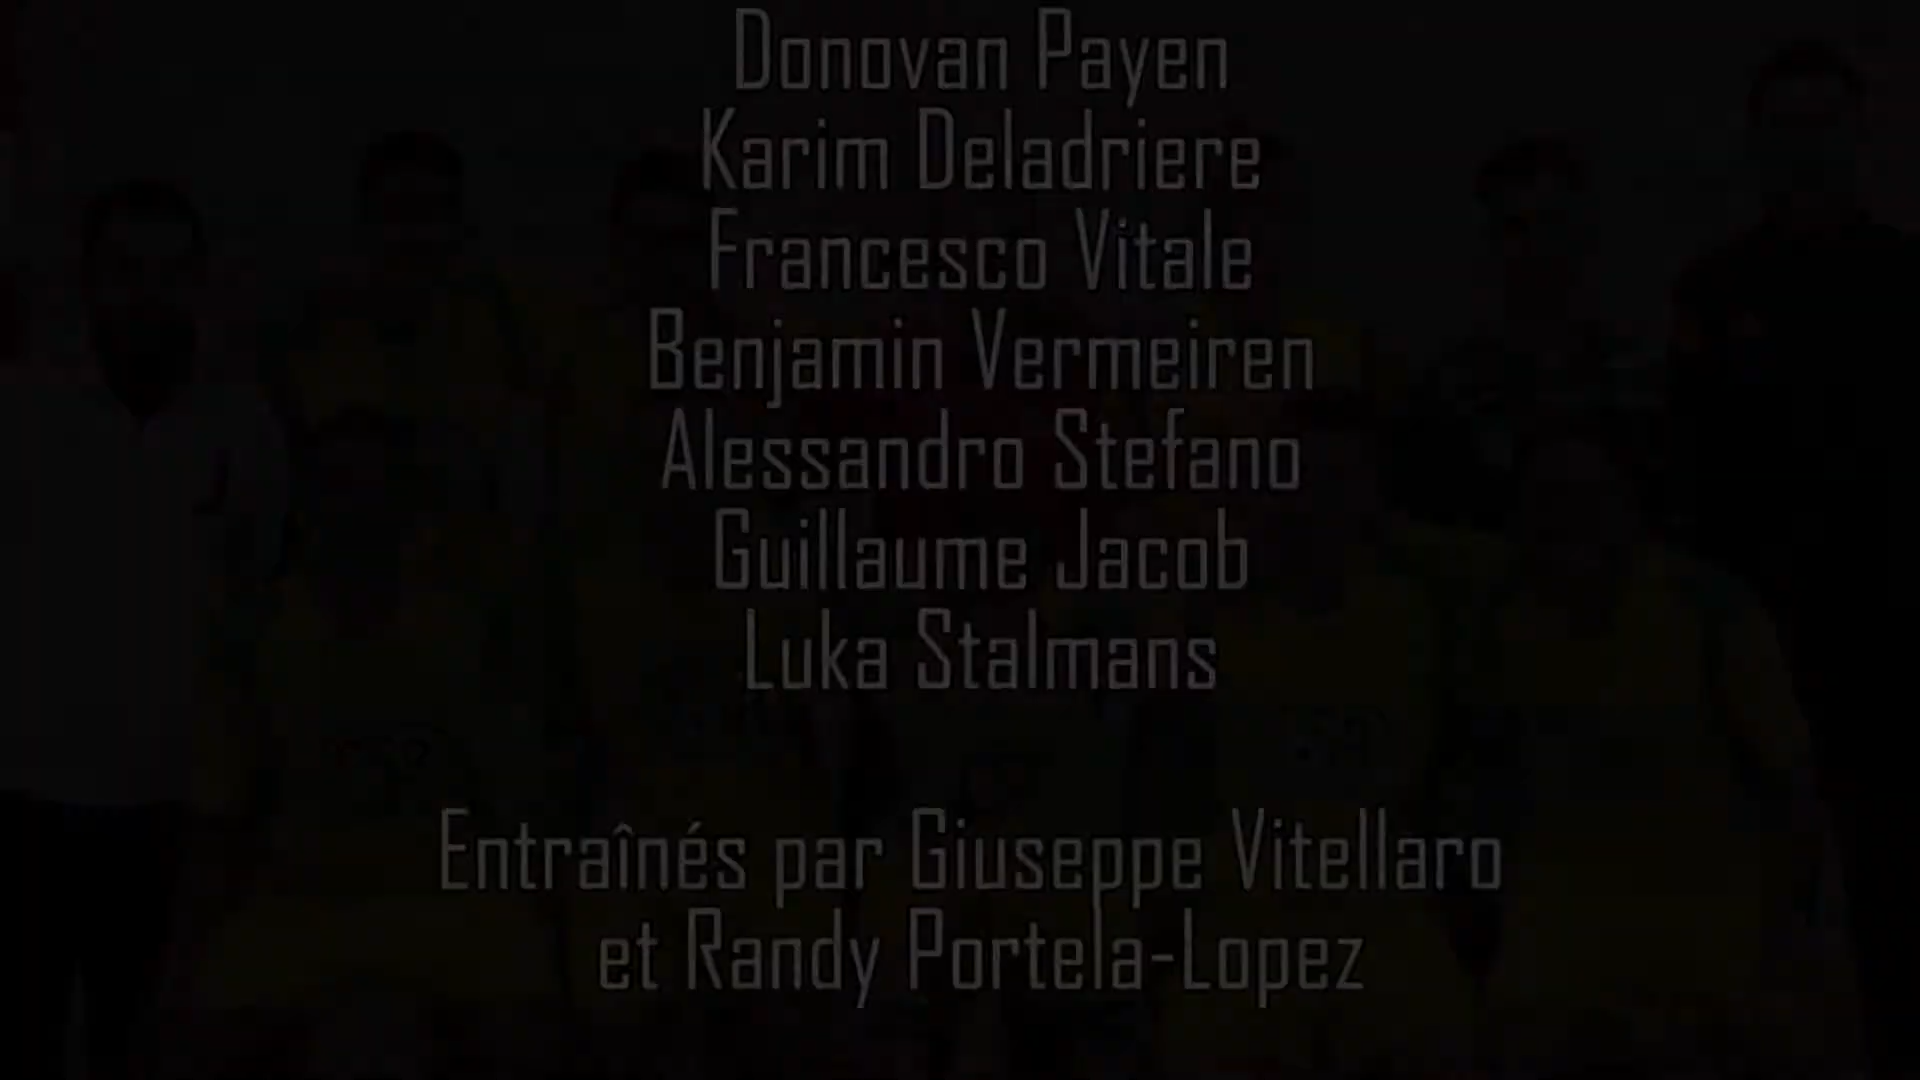 Donovan Payen
Karim Deladriere
Francesco Vitale
Benjamin Vermeiren
Alessandro Stefano
Guillaume Jacob
Luka Stalmans
Entraînés par Giuseppe Vitellaro
et Randy Portela-Lopez